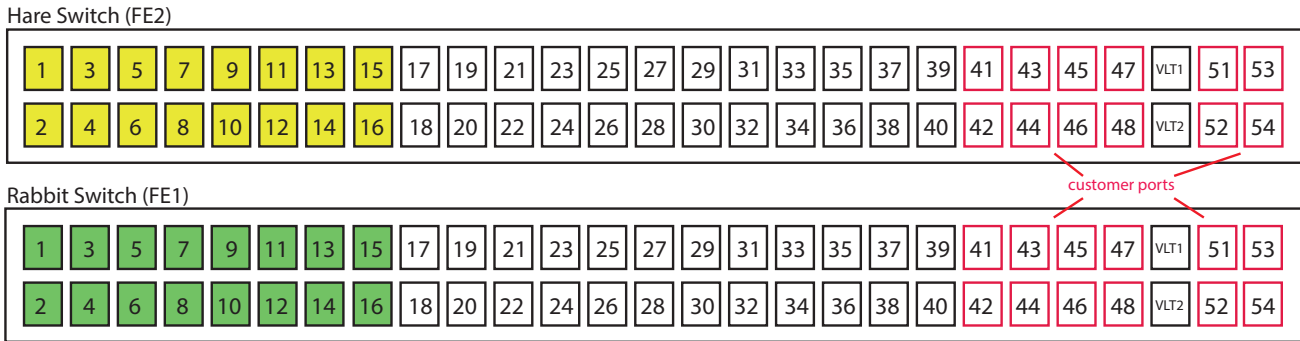 Hare Switch (FE2)
1 3 5 7 9 11 13 15 17 19 21 23 25 27 29 31 33 35 37 39 41 43 45 47 VLT1 51 53
2 4 6 8 10 12 14 16 18 20 22 24 26 28 30 32 34 36 38 40 42 44 46 48 VLT2 52 54
customer ports
Rabbit Switch (FE1)
1 3 5 7 9 11 13 15 17 19 21 23 25 27 29 31 33 35 37 39 41 43 45 47 VLT1 51 53
2 4 6 8 10 12 14 16 18 20 22 24 26 28 30 32 34 36 38 40 42 44 46 48 VLT2 52 54